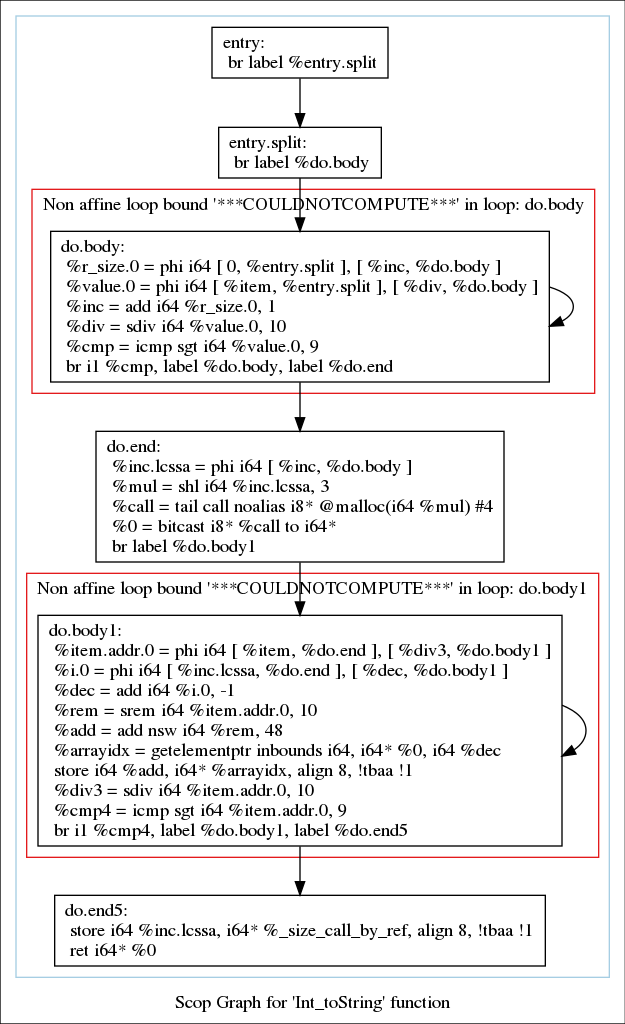 entry:
br label %entry.split
entry.split:
br label %do.body
Non affine loop bound '***COULDNOTCOMPUTE***' in loop: do.body
do.body:
%r_size.0 = phi i64 [ 0, %entry.split ], [ %inc, %do.body ]
%value.0 = phi i64 [ %item, %entry.split ], [ %div, %do.body ]
%inc = add i64 %r_size.0, 1
%div = sdiv i64 %value.0, 10
%cmp = icmp sgt i64 %value.0, 9
br i1 %cmp, label %do.body, label %do.end
do.end:
%inc.lcssa = phi i64 [ %inc, %do.body ]
%mul = shl i64 %inc.lcssa, 3
%call = tail call noalias i8* @malloc(i64 %mul) #4
%0 = bitcast i8* %call to i64*
br label %do.body1
Non affine loop bound '***COULDNOTCOMPUTE***' in loop: do.body1
do.body1:
%item.addr.0 = phi i64 [ %item, %do.end ], [ %div3, %do.body1 ]
%i.0 = phi i64 [ %inc.lcssa, %do.end ], [ %dec, %do.body1 ]
%dec = add i64 %i.0, -1
%rem = srem i64 %item.addr.0, 10
%add = add nsw i64 %rem, 48
%arrayidx = getelementptr inbounds i64, i64* %0, i64 %dec
store i64 %add, i64* %arrayidx, align 8, !tbaa !1
%div3 = sdiv i64 %item.addr.0, 10
%cmp4 = icmp sgt i64 %item.addr.0, 9
br i1 %cmp4, label %do.body1, label %do.end5
do.end5:
store i64 %inc.lcssa, i64* %_size_call_by_ref, align 8, !tbaa !1
ret i64* %0
Scop Graph for 'Int_toString' function